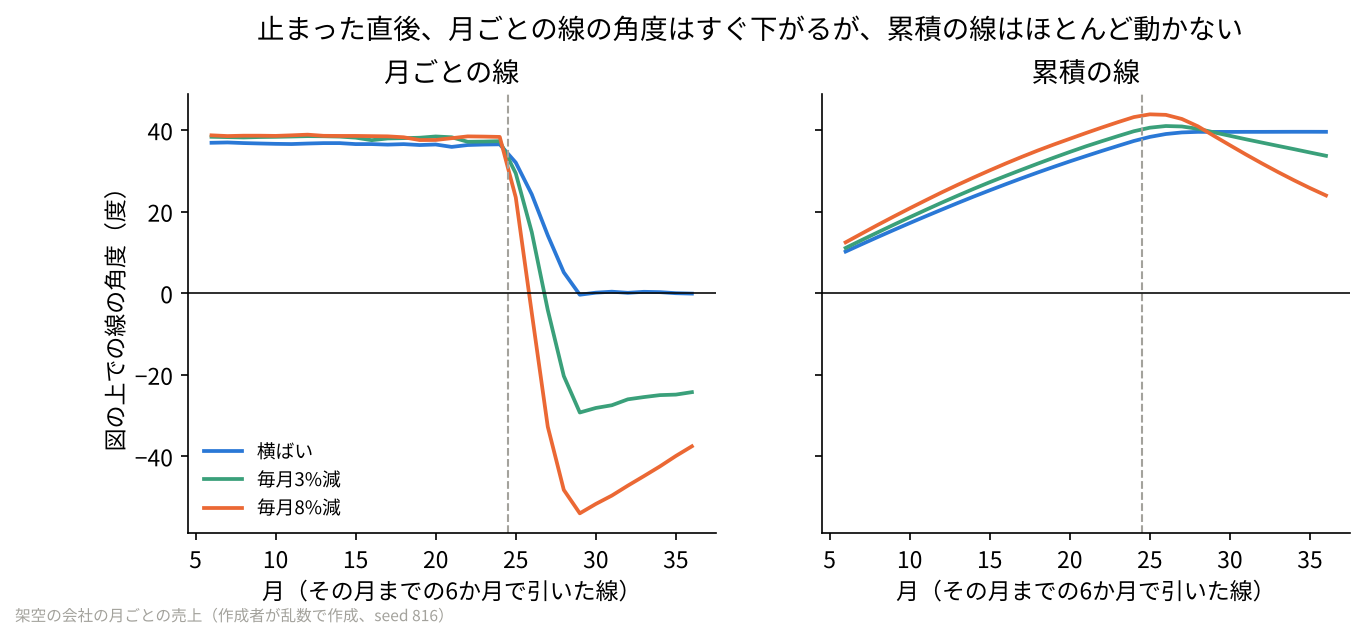 止まった直後、月ごとの線の角度はすぐ下がるが、累積の線はほとんど動かない
月ごとの線
累積の線
図の上での線の角度（度）
40
20
0
−20
−40
横ばい
毎月3%減
毎月8%減
5 10 15 20 25 30 35
5 10 15 20 25 30 35
月（その月までの6か月で引いた線）
月（その月までの6か月で引いた線）
架空の会社の月ごとの売上（作成者が乱数で作成、seed 816）